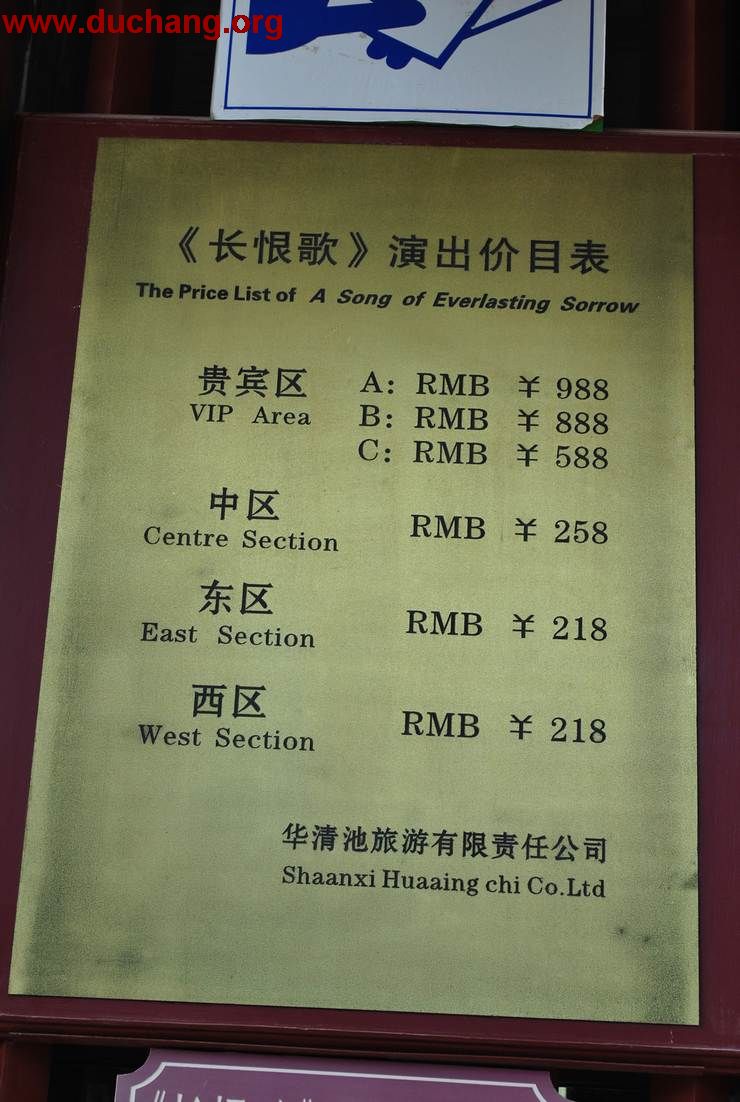 www.duchang.org
《长恨歌》演出价目表
The Price List of A Song of Everlasting Sorrow
贵宾区 A: RMB ¥ 988
VIP Area B: RMB ¥ 888
C: RMB ¥ 588
中区
Centre Section RMB ¥ 258
东区
East Section RMB ¥ 218
西区
West Section RMB ¥ 218
华清池旅游有限责任公司
Shaanxi Huaaing chi Co.Ltd